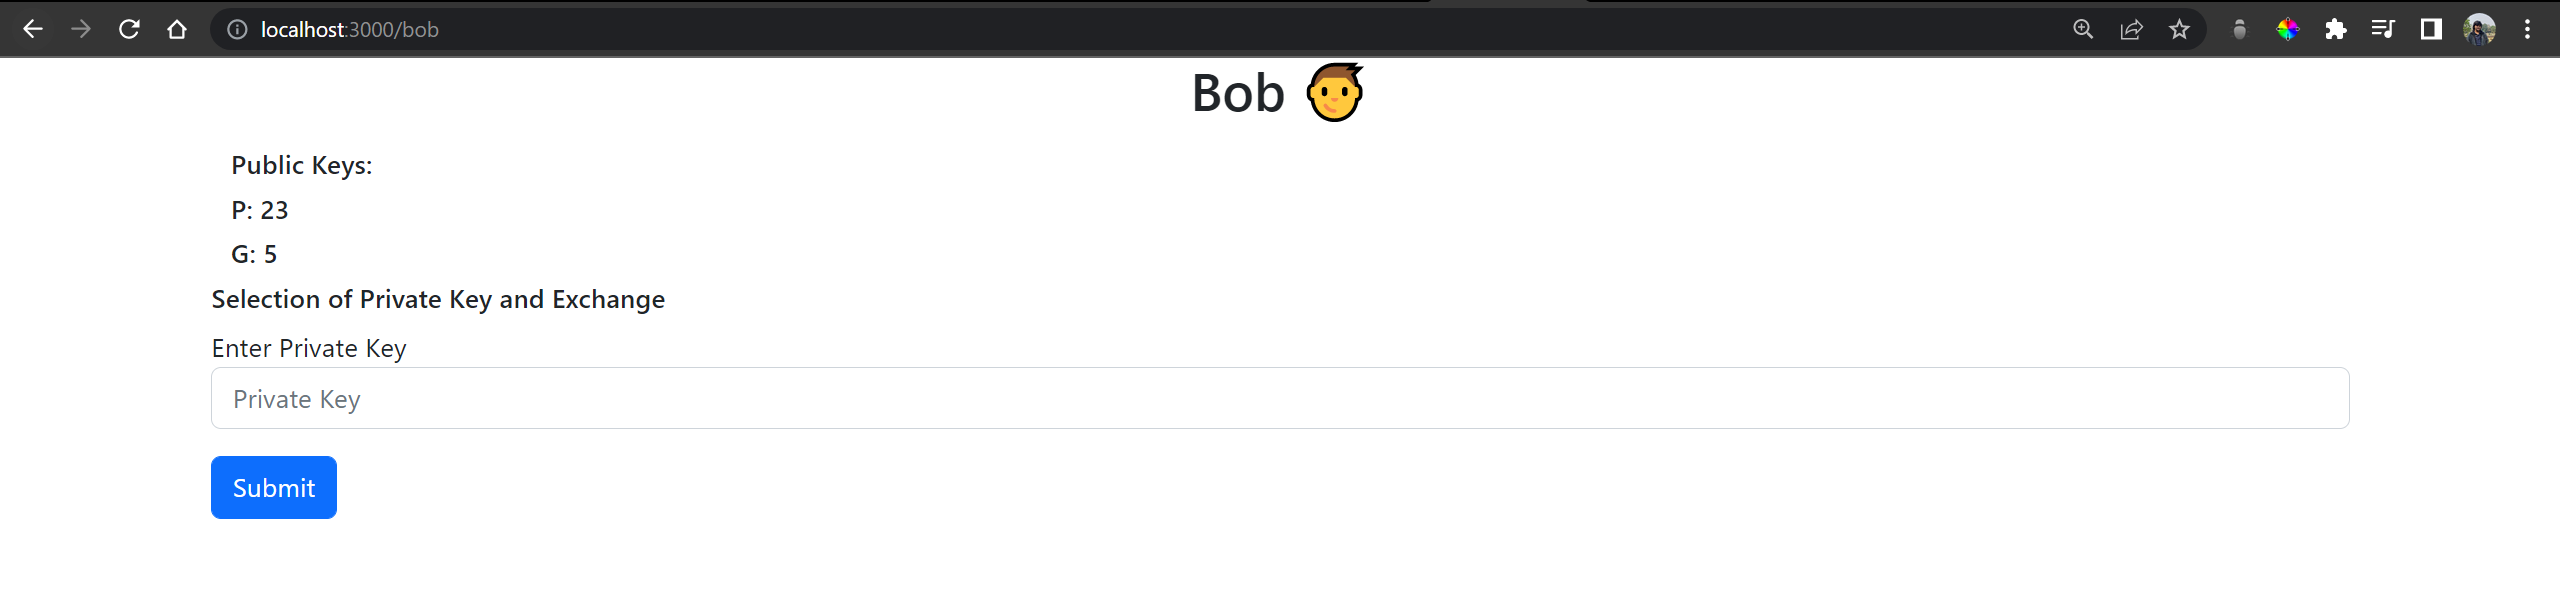 localhost:3000/bob
Bob
Public Keys:
P: 23
G: 5
Selection of Private Key and Exchange
Enter Private Key
Private Key
Submit